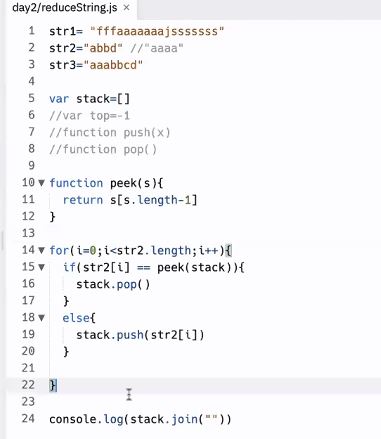 day2/reduceString.js ×
1 str1= "fffaaaaaaajsssssss"
2 str2="abbd" //"aaaa"
3 str3="aaabbcd"
4
5 var stack=[]
6 //var top=-1
7 //function push(x)
8 //function pop()
9
10 function peek(s){
11 return s[s.length-1]
12 }
13
14 for(i=0;i<str2.length;i++){
15 if(str2[i] == peek(stack)){
16 stack.pop()
17 }
18 else{
19 stack.push(str2[i])
20 }
21
22 }
23
24 console.log(stack.join(""))